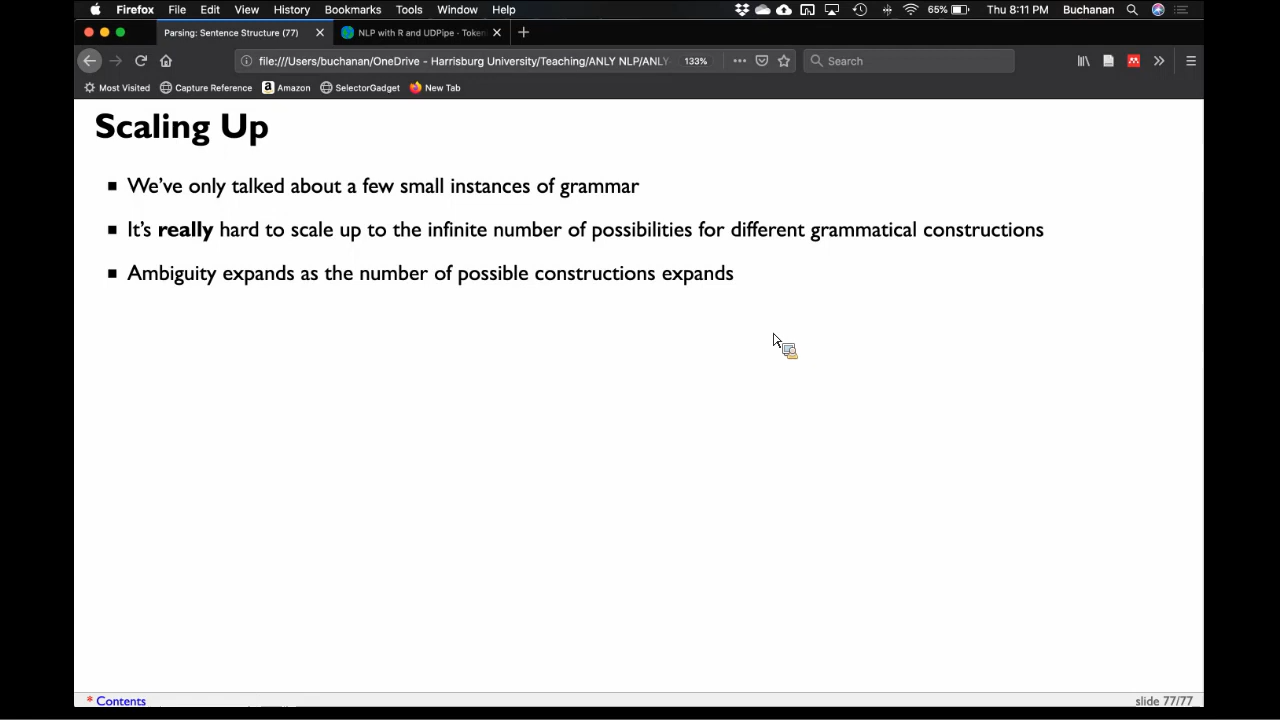 Firefox File Edit View History Bookmarks Tools Window Help 65% Thu 8:11 PM Buchanan
Parsing: Sentence Structure (77) NLP with R and UDPipe - Token
file:///Users/buchanan/OneDrive - Harrisburg University/Teaching/ANLY NLP/ANLY 133% Search
Most Visited Capture Reference Amazon SelectorGadget New Tab
Scaling Up
We've only talked about a few small instances of grammar
It's really hard to scale up to the infinite number of possibilities for different grammatical constructions
Ambiguity expands as the number of possible constructions expands
* Contents slide 77/77